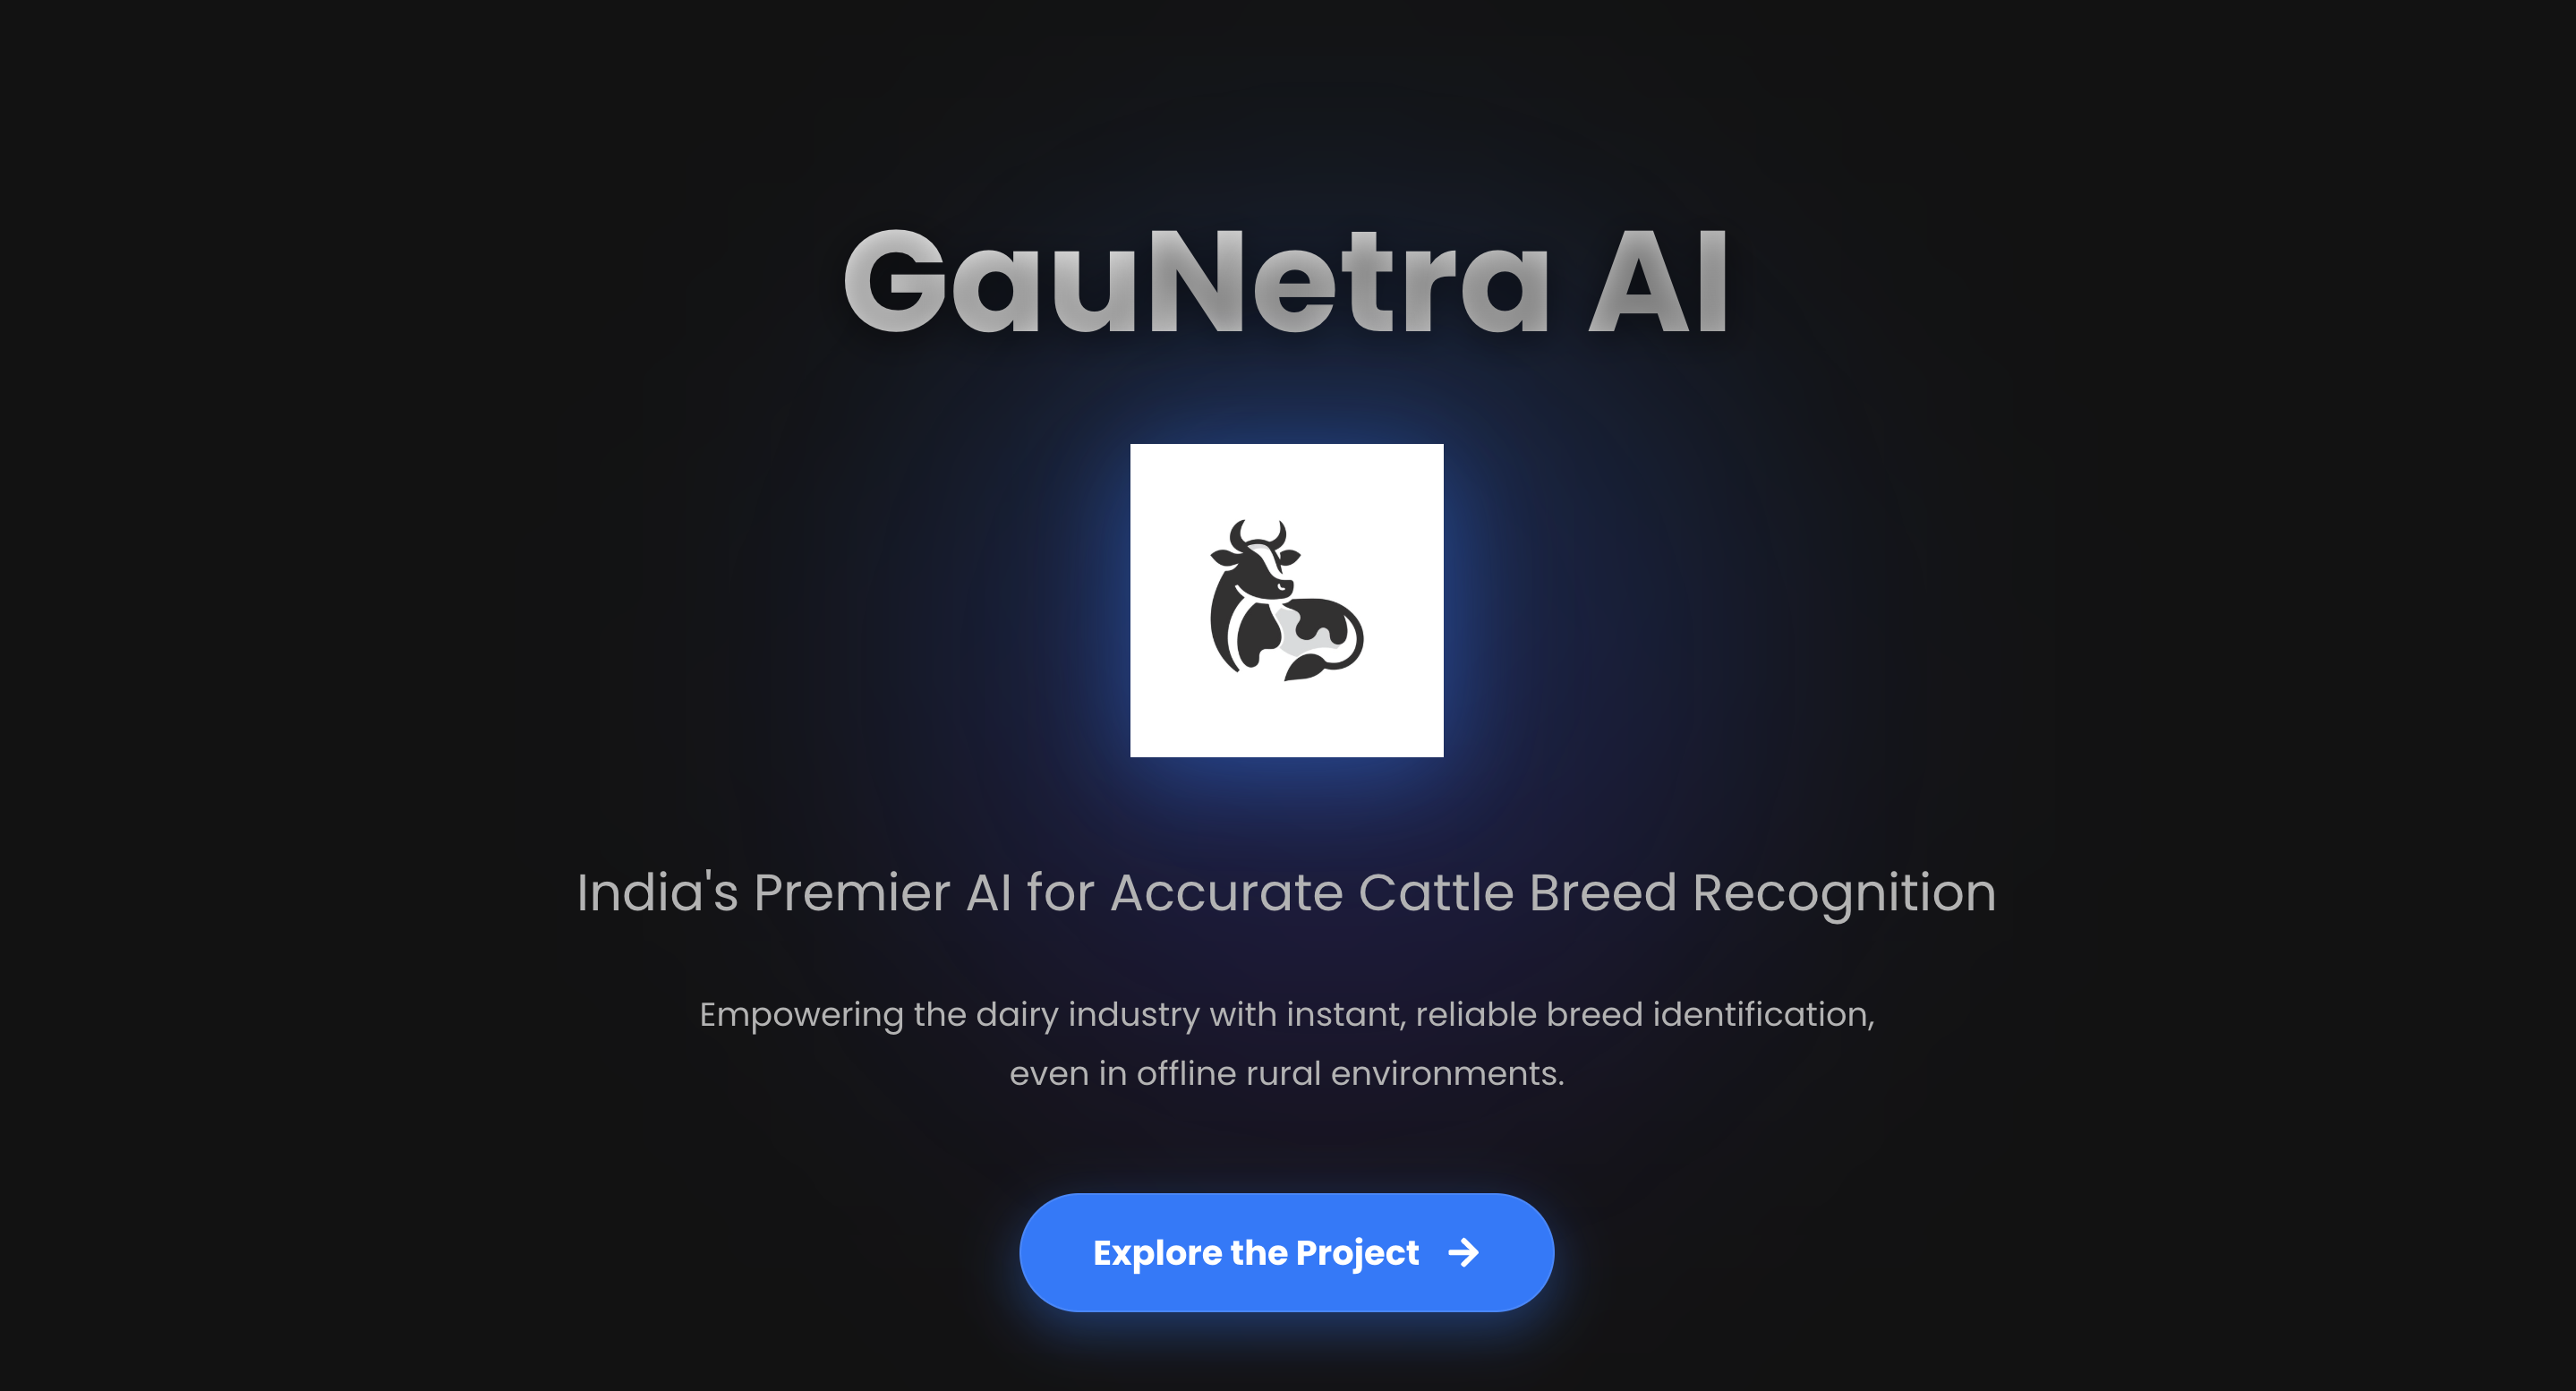 GauNetra AI
India's Premier AI for Accurate Cattle Breed Recognition
Empowering the dairy industry with instant, reliable breed identification,
even in offline rural environments.
Explore the Project →